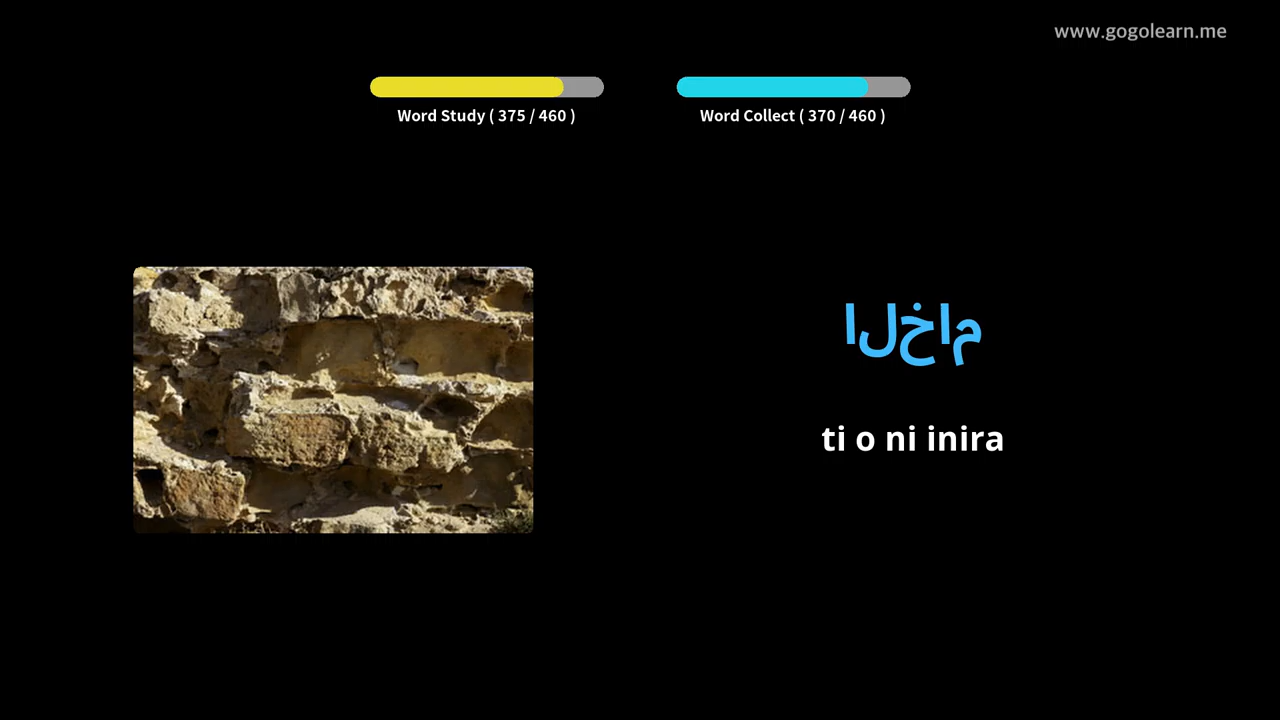 www.gogolearn.me
Word Study ( 375 / 460 )
Word Collect ( 370 / 460 )
الخام
ti o ni inira